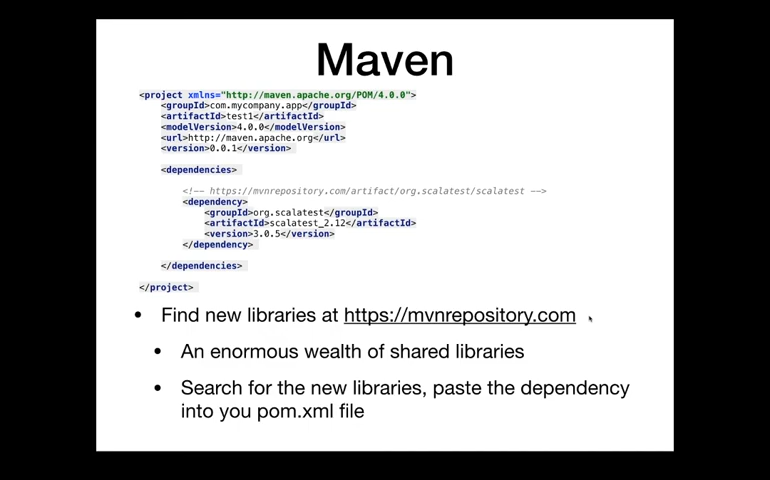 Maven
<project xmlns="http://maven.apache.org/POM/4.0.0">
<groupId>com.mycompany.app</groupId>
<artifactId>test1</artifactId>
<modelVersion>4.0.0</modelVersion>
<url>http://maven.apache.org</url>
<version>0.0.1</version>
<dependencies>
<!-- https://mvnrepository.com/artifact/org.scalatest/scalatest -->
<dependency>
<groupId>org.scalatest</groupId>
<artifactId>scalatest_2.12</artifactId>
<version>3.0.5</version>
</dependency>
</dependencies>
</project>
• Find new libraries at https://mvnrepository.com
• An enormous wealth of shared libraries
• Search for the new libraries, paste the dependency
into you pom.xml file